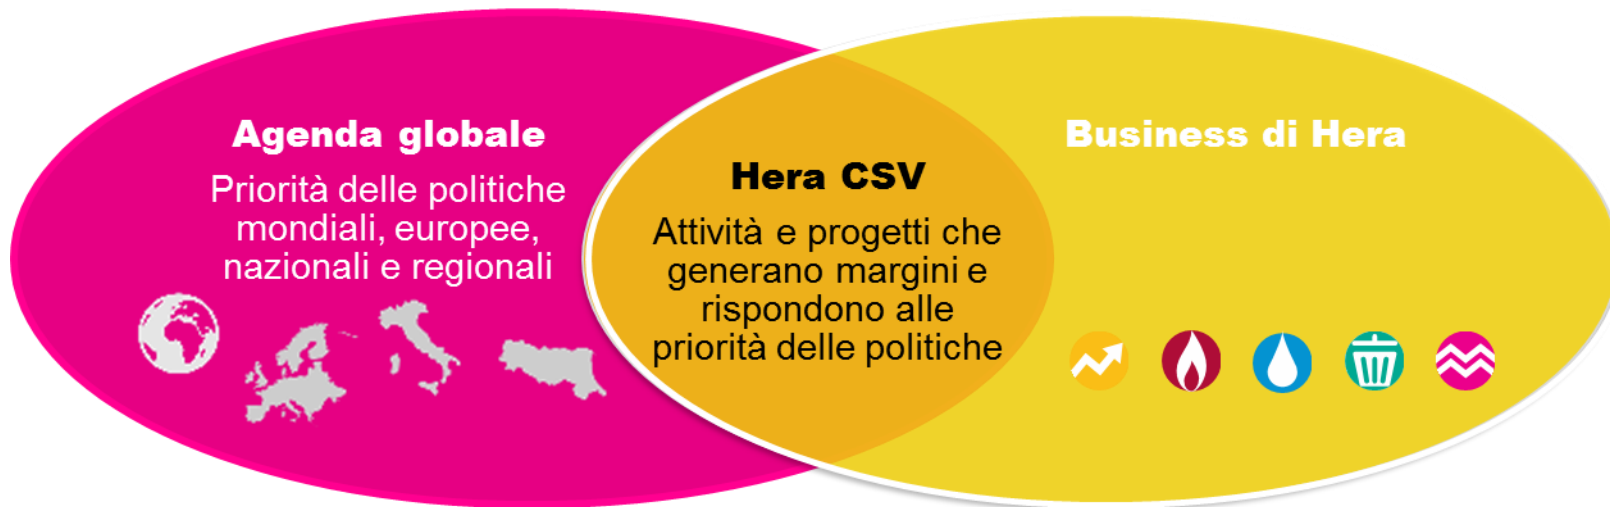 Agenda globale
Priorità delle politiche
mondiali, europee,
nazionali e regionali
Hera CSV
Attività e progetti che
generano margini e
rispondono alle
priorità delle politiche
Business di Hera